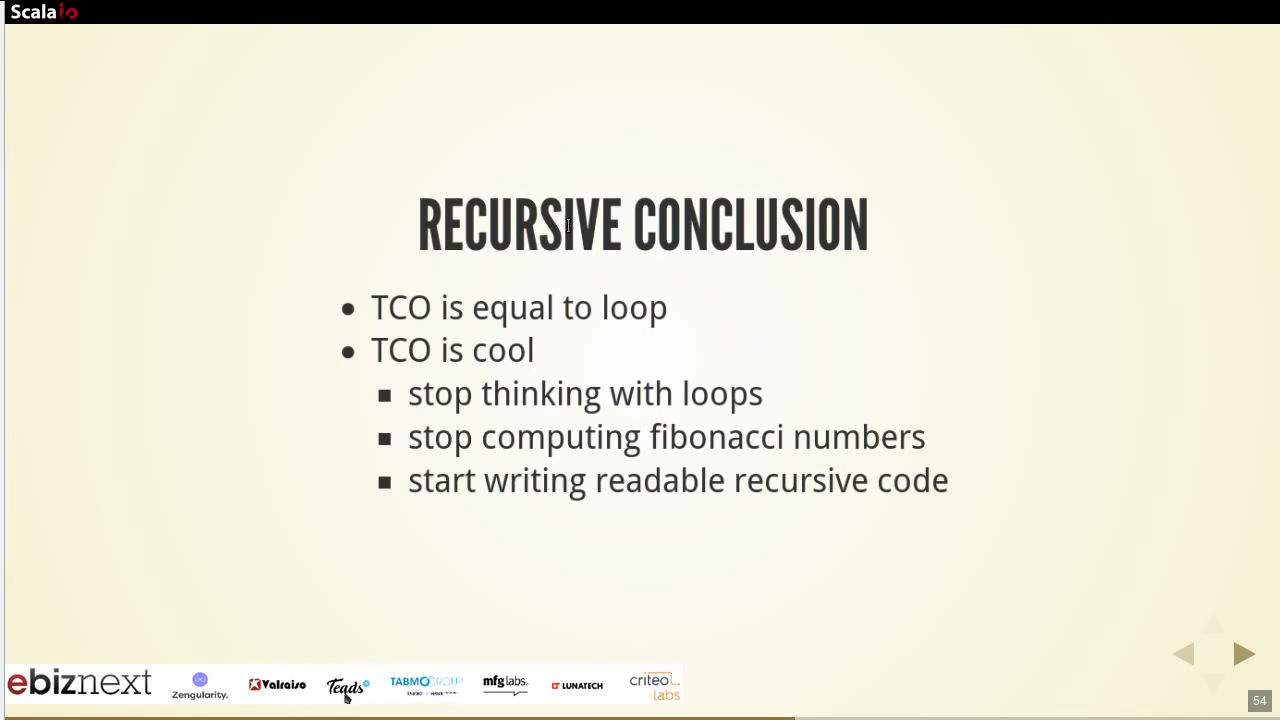 Scalaio
RECURSIVE CONCLUSION
TCO is equal to loop
TCO is cool
stop thinking with loops
stop computing fibonacci numbers
start writing readable recursive code
ebiznext
Zengularity.
Valraiso
Teads
TABMO GROUP
mfg labs.
LUNATECH
criteo.
labs
54